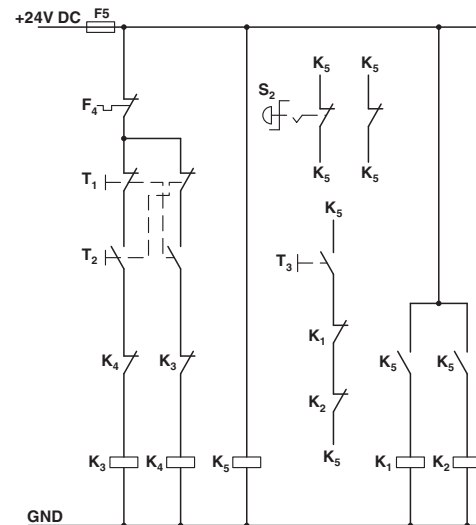 +24V DC F5
K₅ K₅
S₂
F₄
K₅ K₅
T₁
K₅
T₂ T₃
K₁
K₄ K₃ K₅ K₅
K₂
K₅
K₃ K₄ K₅ K₁ K₂
GND